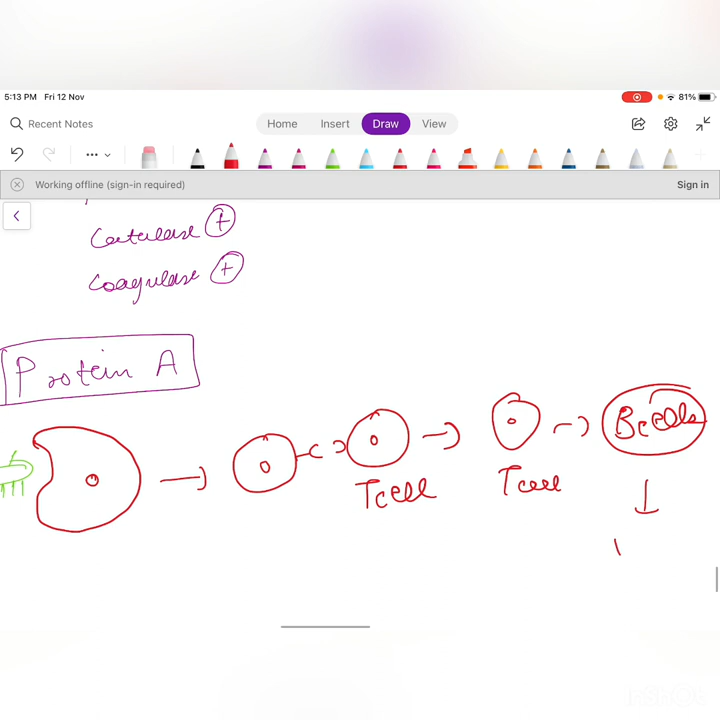 5:13 PM Fri 12 Nov 81%
Recent Notes Home Insert Draw View
Working offline (sign-in required) Sign in
Catalase +
Coagulase +
Protein A
B cells
T cell T cell
InShot